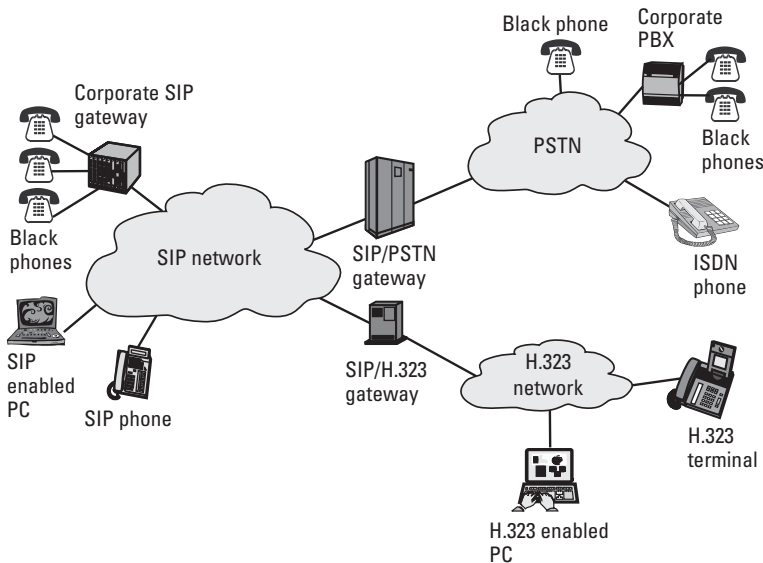 Black phone
Corporate
PBX
Corporate SIP
gateway
PSTN
Black
phones
Black
phones
SIP network
SIP/PSTN
gateway
ISDN
phone
SIP
enabled
PC
SIP phone
SIP/H.323
gateway
H.323
network
H.323
terminal
H.323 enabled
PC